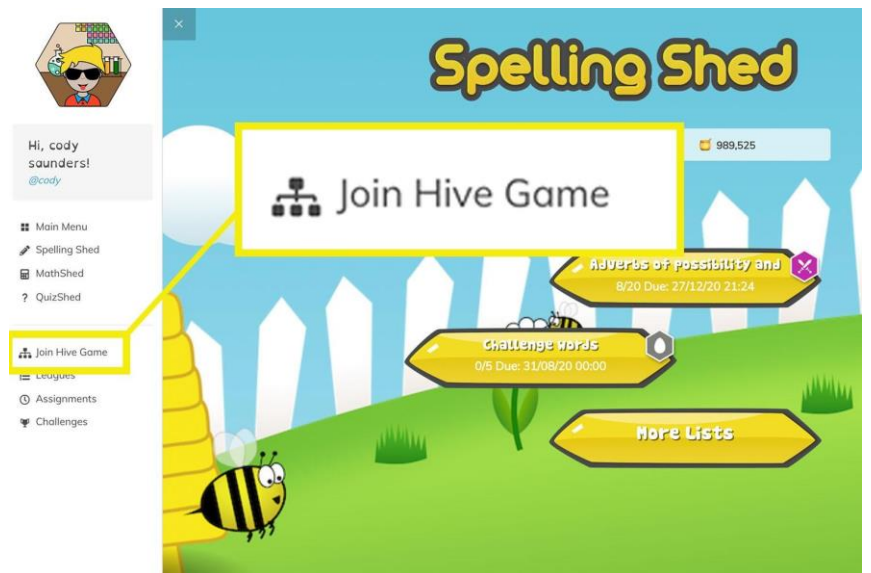 ×
Spelling Shed
Hi, cody
saunders!
@cody
989,525
Join Hive Game
Main Menu
Spelling Shed
MathShed
? QuizShed
Adverbs of possibility and
8/20 Due: 27/12/20 21:24
Challenge Words
0/5 Due: 31/08/20 00:00
Join Hive Game
Leagues
Assignments
Challenges
More Lists